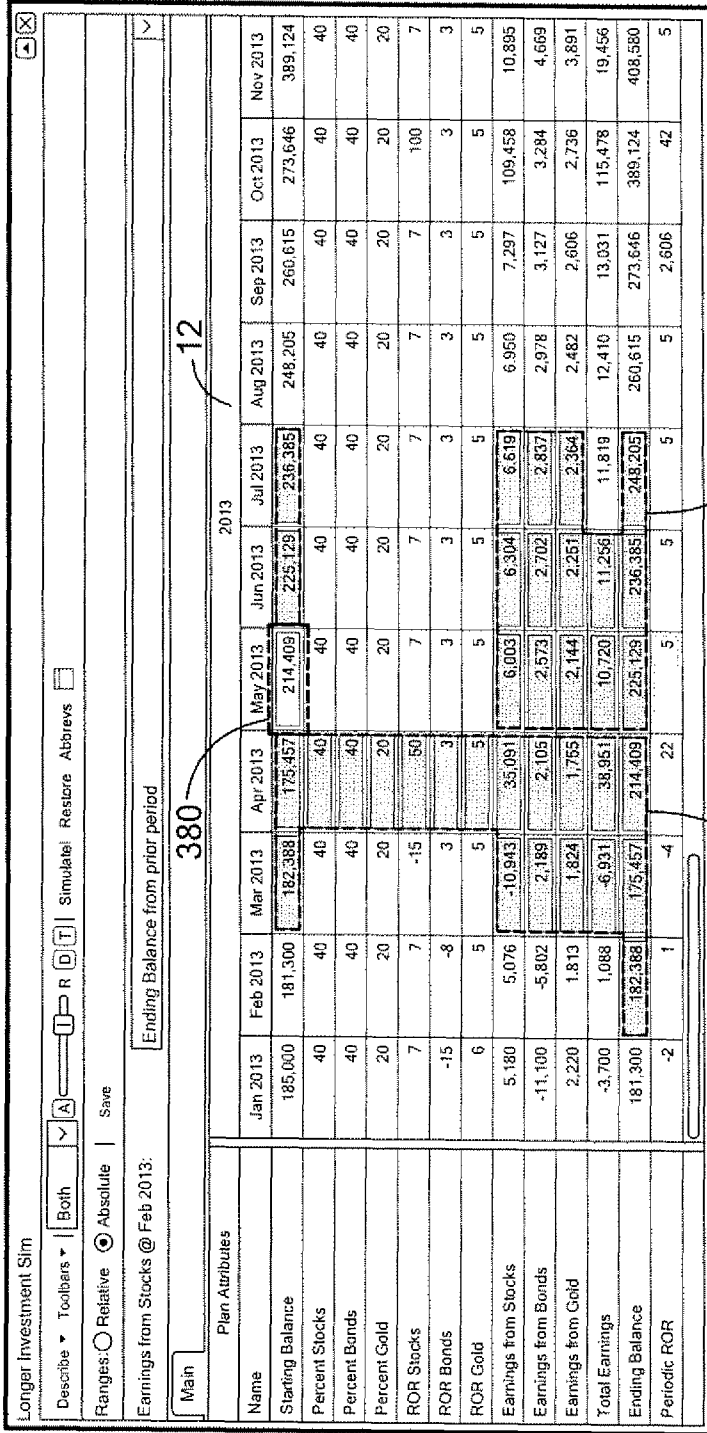 Longer Investment Sim
Describe Toolbars | Both A I R D T | Simulate! Restore Abbrevs
Ranges: Relative Absolute | Save
Earnings from Stocks @ Feb 2013: Ending Balance from prior period
380
12
Main
Plan Attributes 2013
Name Jan 2013 Feb 2013 Mar 2013 Apr 2013 May 2013 Jun 2013 Jul 2013 Aug 2013 Sep 2013 Oct 2013 Nov 2013
Starting Balance 185,000 181,300 182,388 175,457 214,409 225,129 236,385 248,205 260,615 273,646 389,124
Percent Stocks 40 40 40 40 40 40 40 40 40 40 40
Percent Bonds 40 40 40 40 40 40 40 40 40 40 40
Percent Gold 20 20 20 20 20 20 20 20 20 20 20
ROR Stocks 7 7 -15 50 7 7 7 7 7 100 7
ROR Bonds -15 -8 3 3 3 3 3 3 3 3 3
ROR Gold 6 5 5 5 5 5 5 5 5 5 5
Earnings from Stocks 5,180 5,076 -10,943 35,091 6,003 6,304 6,619 6,950 7,297 109,458 10,895
Earnings from Bonds -11,100 -5,802 2,189 2,105 2,573 2,702 2,837 2,978 3,127 3,284 4,669
Earnings from Gold 2,220 1,813 1,824 1,755 2,144 2,251 2,364 2,482 2,606 2,736 3,891
Total Earnings -3,700 1,088 -6,931 38,951 10,720 11,256 11,819 12,410 13,031 115,478 19,456
Ending Balance 181,300 182,388 175,457 214,409 225,129 236,385 248,205 260,615 273,646 389,124 408,580
Periodic ROR -2 1 -4 22 5 5 5 5 2,606 42 5